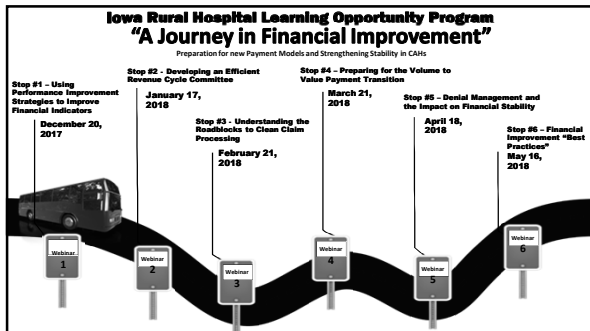 Iowa Rural Hospital Learning Opportunity Program
“A Journey in Financial Improvement”
Preparation for new Payment Models and Strengthening Stability in CAHs
Stop #1 – Using
Performance Improvement
Strategies to Improve
Financial Indicators
December 20,
2017
Stop #2 - Developing an Efficient
Revenue Cycle Committee
January 17,
2018
Stop #3 - Understanding the
Roadblocks to Clean Claim
Processing
February 21,
2018
Stop #4 – Preparing for the Volume to
Value Payment Transition
March 21,
2018
Stop #5 – Denial Management and
the Impact on Financial Stability
April 18,
2018
Stop #6 – Financial
Improvement “Best
Practices”
May 16,
2018
Webinar
1
Webinar
2
Webinar
3
Webinar
4
Webinar
5
Webinar
6